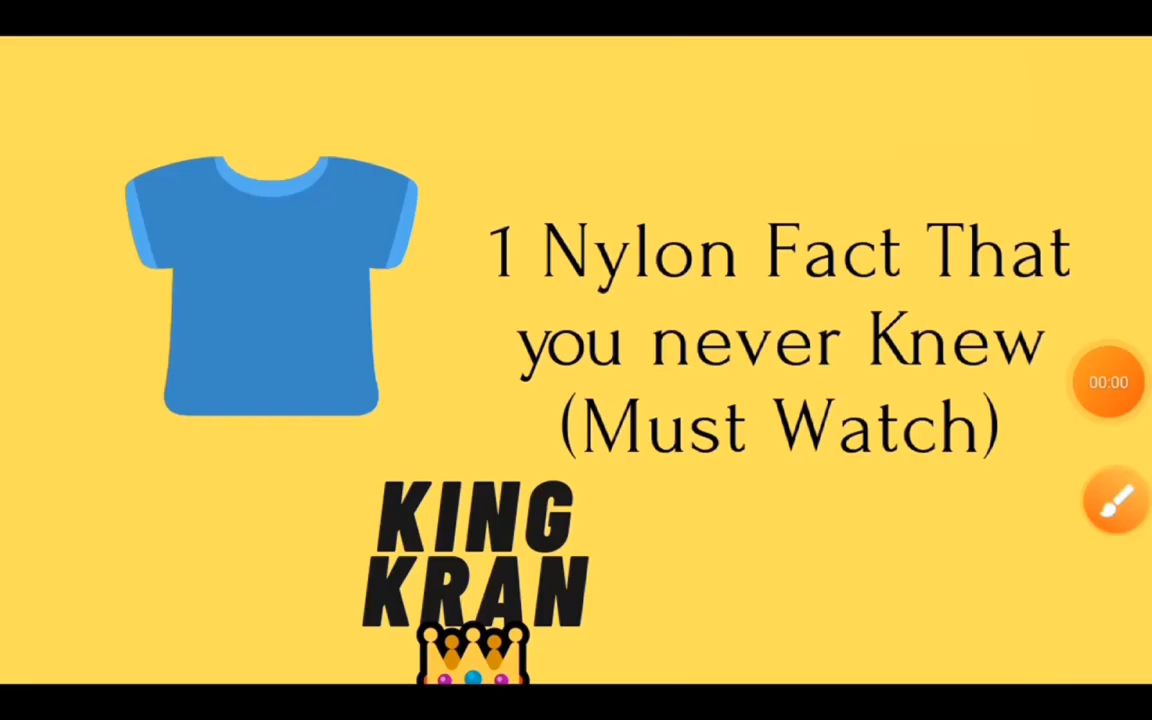 1 Nylon Fact That
you never Knew
(Must Watch)
00:00
KING
KRAN